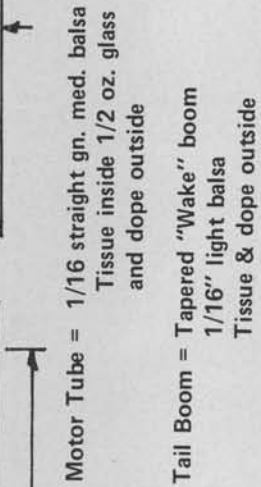 Motor Tube = 1/16 straight gn. med. balsa
Tissue inside 1/2 oz. glass
and dope outside
Tail Boom = Tapered "Wake" boom
1/16" light balsa
Tissue & dope outside